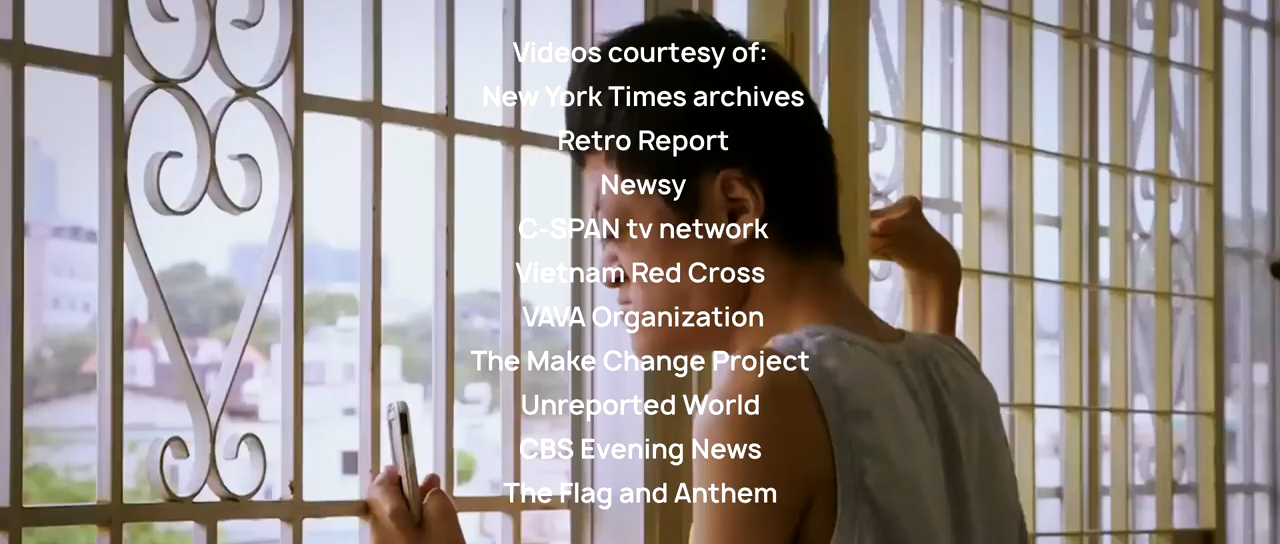 Videos courtesy of:
New York Times archives
Retro Report
Newsy
C-SPAN tv network
Vietnam Red Cross
VAVA Organization
The Make Change Project
Unreported World
CBS Evening News
The Flag and Anthem